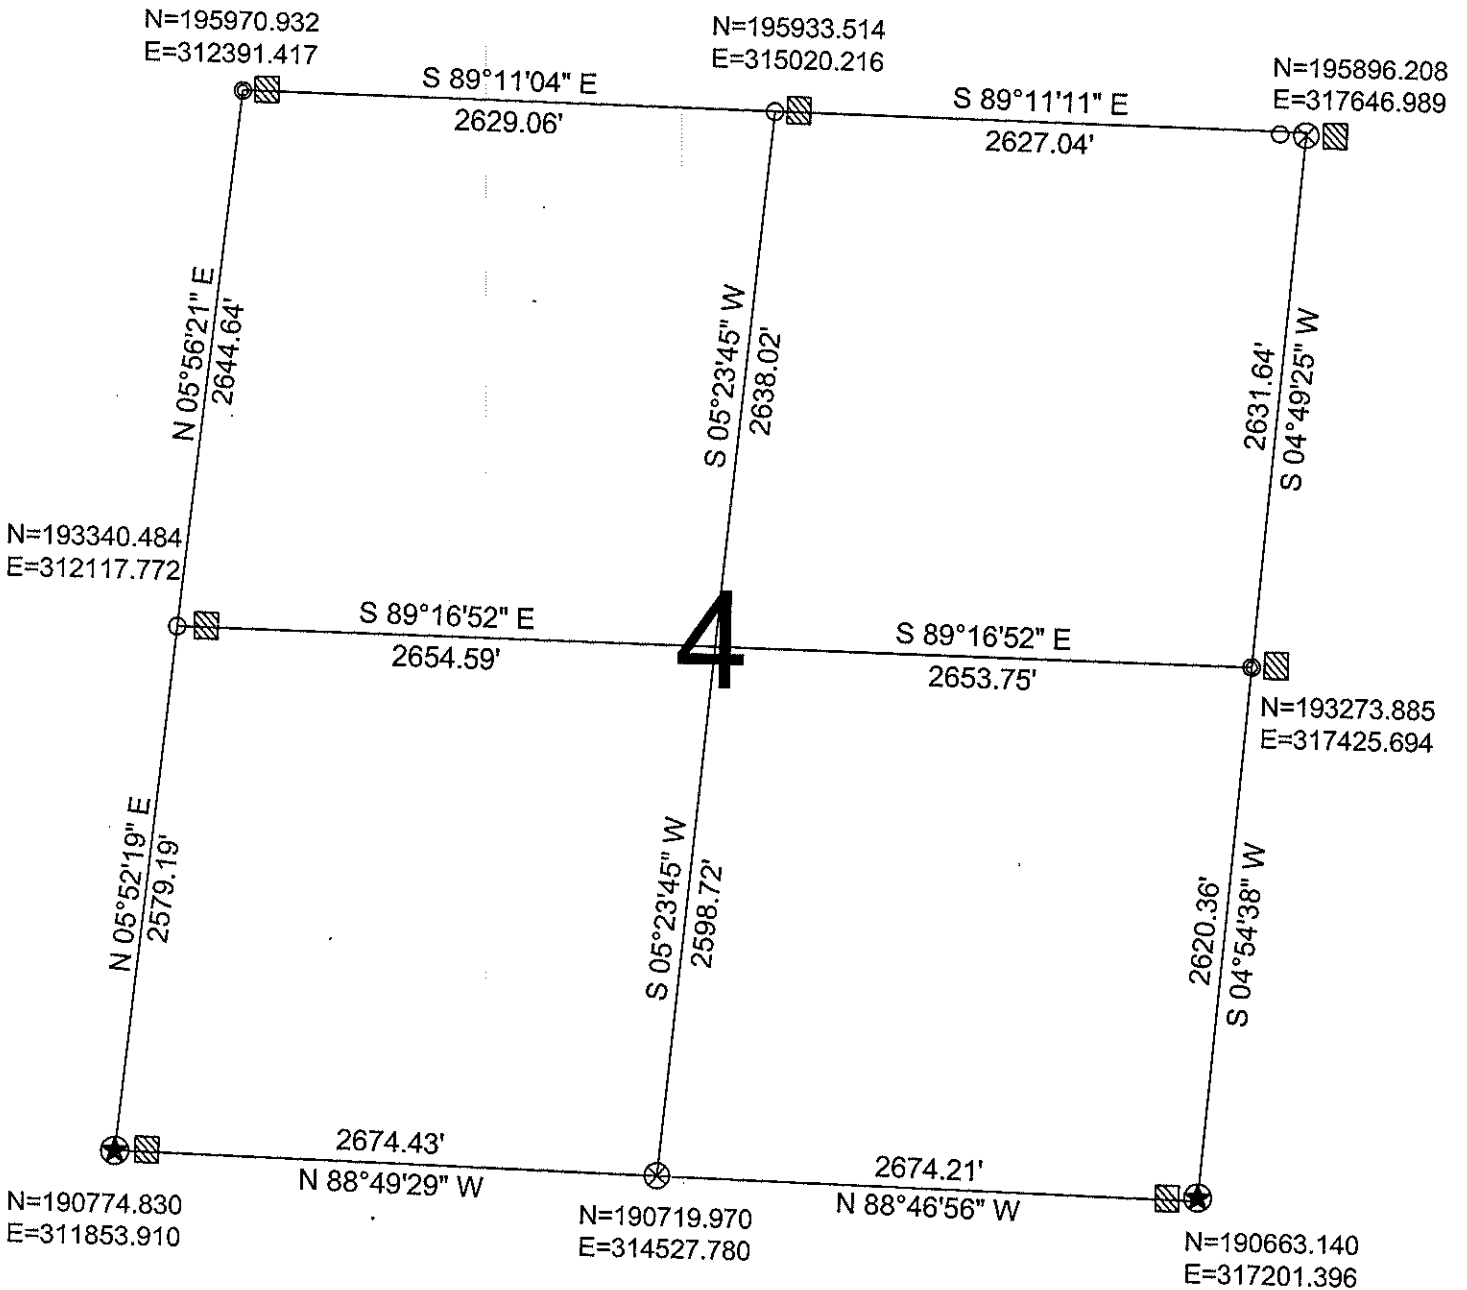 N=195970.932
E=312391.417
N=195933.514
E=315020.216
N=195896.208
E=317646.989
S 89°11'04" E
2629.06'
S 89°11'11" E
2627.04'
N 05°56'21" E
2644.64'
S 05°23'45" W
2638.02'
2631.64'
S 04°49'25" W
N=193340.484
E=312117.772
S 89°16'52" E
2654.59'
4
S 89°16'52" E
2653.75'
N=193273.885
E=317425.694
N 05°52'19" E
2579.19'
S 05°23'45" W
2598.72'
2620.36'
S 04°54'38" W
2674.43'
N 88°49'29" W
2674.21'
N 88°46'56" W
N=190774.830
E=311853.910
N=190719.970
E=314527.780
N=190663.140
E=317201.396